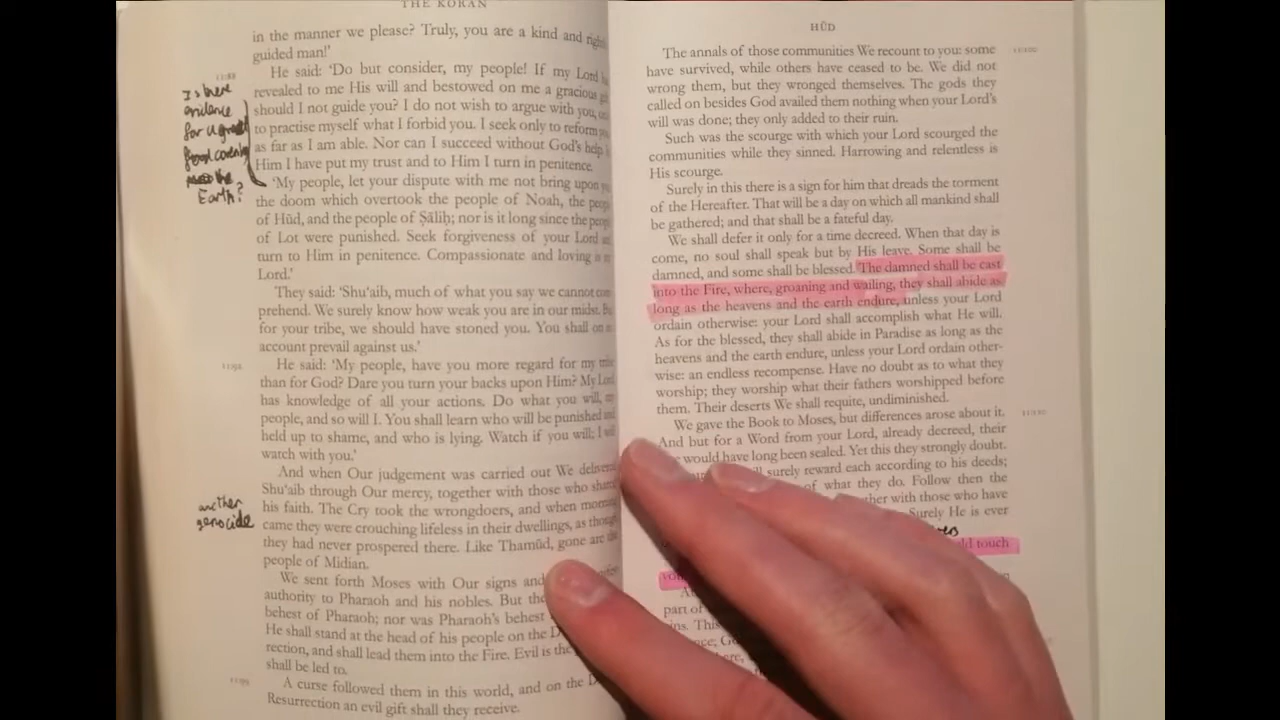 THE KORAN
in the manner we please? Truly, you are a kind and
guided man!'
11:88
He said: 'Do but consider, my people! If my Lord
revealed to me His will and bestowed on me a gracious
should I not guide you? I do not wish to argue with you,
to practise myself what I forbid you. I seek only to reform
as far as I am able. Nor can I succeed without God's help
Him I have put my trust and to Him I turn in penitence.
Is there
evidence
for a great
flood covering
the
Earth?
'My people, let your dispute with me not bring upon
the doom which overtook the people of Noah, the
of Hūd, and the people of Ṣāliḥ; nor is it long since the
of Lot were punished. Seek forgiveness of your Lord
turn to Him in penitence. Compassionate and loving is
Lord.'
They said: 'Shu'aib, much of what you say we cannot com-
prehend. We surely know how weak you are in our midst.
for your tribe, we should have stoned you. You shall on
account prevail against us.'
11:92
He said: 'My people, have you more regard for my
than for God? Dare you turn your backs upon Him? My Lord
has knowledge of all your actions. Do what you will,
people, and so will I. You shall learn who will be punished
held up to shame, and who is lying. Watch if you will; I will
watch with you.'
And when Our judgement was carried out We
Shu'aib through Our mercy, together with those who
his faith. The Cry took the wrongdoers, and when
came they were crouching lifeless in their dwellings, as though
they had never prospered there. Like Thamūd, gone are the
people of Midian.
another
genocide
We sent forth Moses with Our signs and
authority to Pharaoh and his nobles. But the
behest of Pharaoh; nor was Pharaoh's behest
He shall stand at the head of his people on the
rection, and shall lead them into the Fire. Evil is the
shall be led to.
11:99
A curse followed them in this world, and on the
Resurrection an evil gift shall they receive.
HŪD
11:100
The annals of those communities We recount to you: some
have survived, while others have ceased to be. We did not
wrong them, but they wronged themselves. The gods they
called on besides God availed them nothing when your Lord's
will was done; they only added to their ruin.
Such was the scourge with which your Lord scourged the
communities while they sinned. Harrowing and relentless is
His scourge.
Surely in this there is a sign for him that dreads the torment
of the Hereafter. That will be a day on which all mankind shall
be gathered; and that shall be a fateful day.
We shall defer it only for a time decreed. When that day is
come, no soul shall speak but by His leave. Some shall be
damned, and some shall be blessed. The damned shall be cast
into the Fire, where, groaning and wailing, they shall abide as
long as the heavens and the earth endure, unless your Lord
ordain otherwise: your Lord shall accomplish what He will.
As for the blessed, they shall abide in Paradise as long as the
heavens and the earth endure, unless your Lord ordain other-
wise: an endless recompense. Have no doubt as to what they
worship; they worship what their fathers worshipped before
them. Their deserts We shall requite, undiminished.
11:110
We gave the Book to Moses, but differences arose about it.
And but for a Word from your Lord, already decreed, their
would have long been sealed. Yet this they strongly doubt.
surely reward each according to his deeds;
of what they do. Follow then the
with those who have
Surely He is ever
touch
part of
This